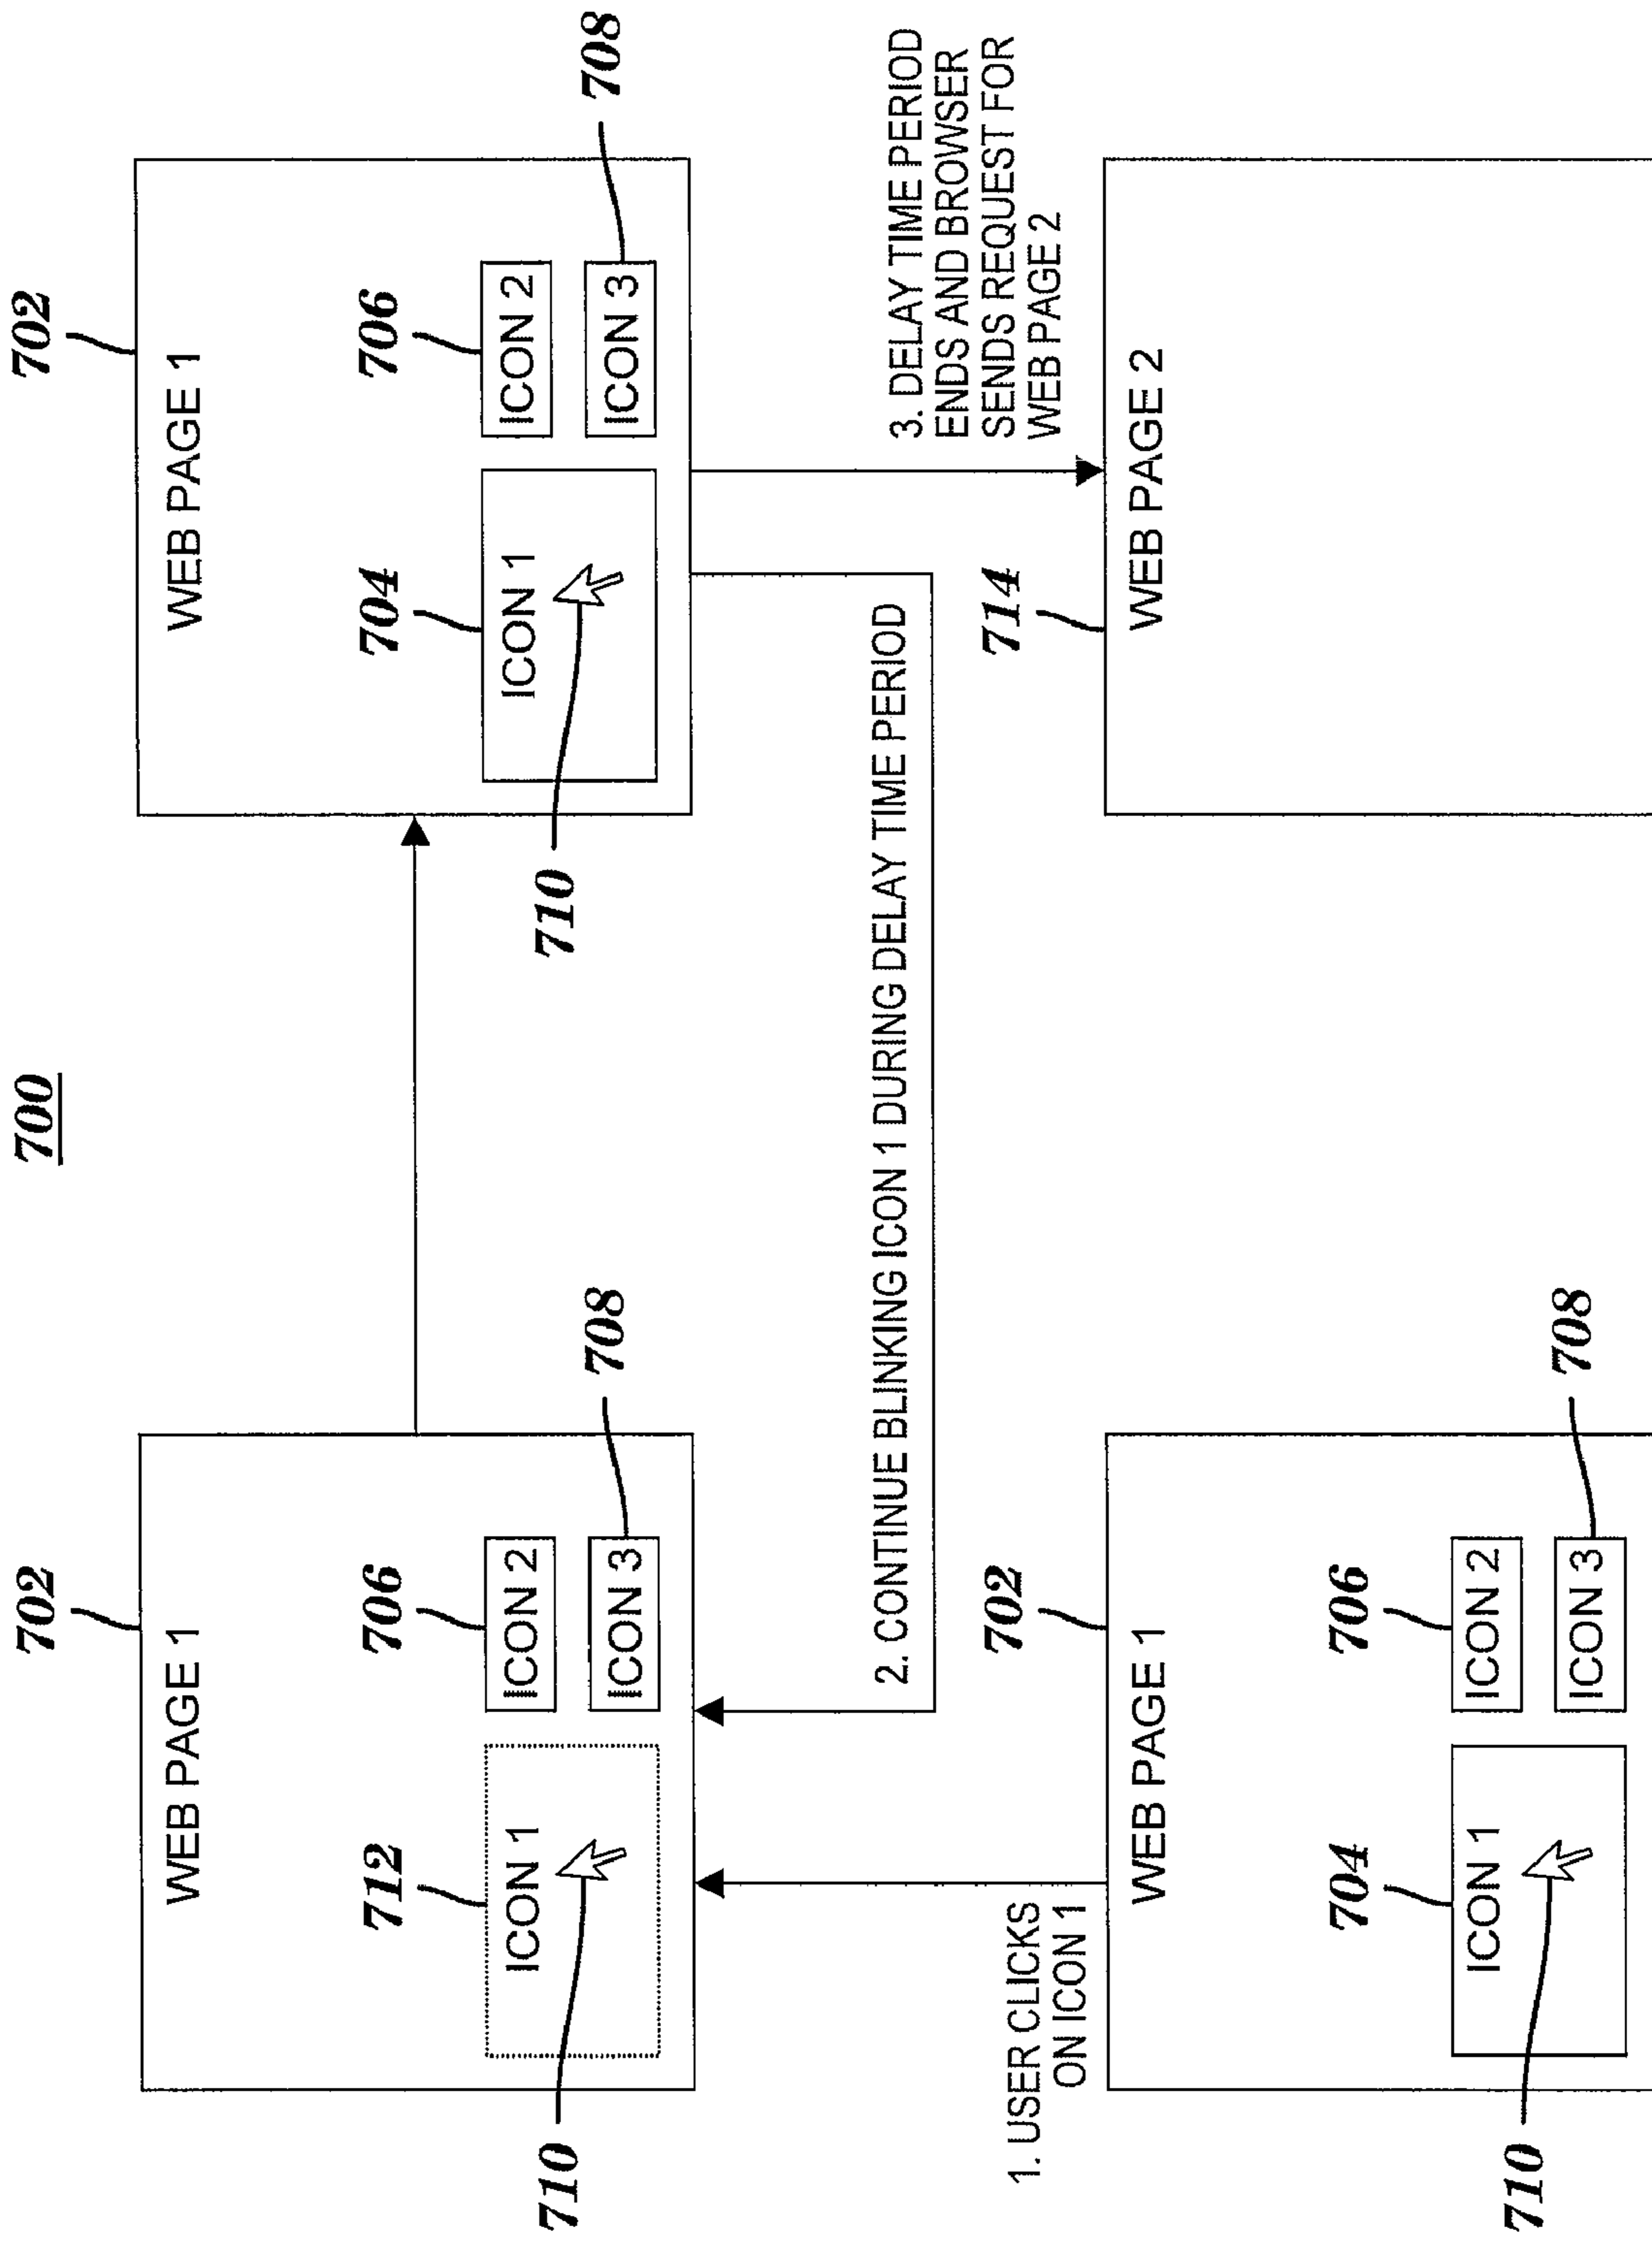 700
702
WEB PAGE 1
712
706
ICON 1
ICON 2
710
ICON 3
708
702
WEB PAGE 1
704
706
ICON 1
ICON 2
710
ICON 3
708
2. CONTINUE BLINKING ICON 1 DURING DELAY TIME PERIOD
3. DELAY TIME PERIOD
ENDS AND BROWSER
SENDS REQUEST FOR
WEB PAGE 2
1. USER CLICKS
ON ICON 1
702
WEB PAGE 1
704
706
ICON 1
ICON 2
710
ICON 3
708
714
WEB PAGE 2